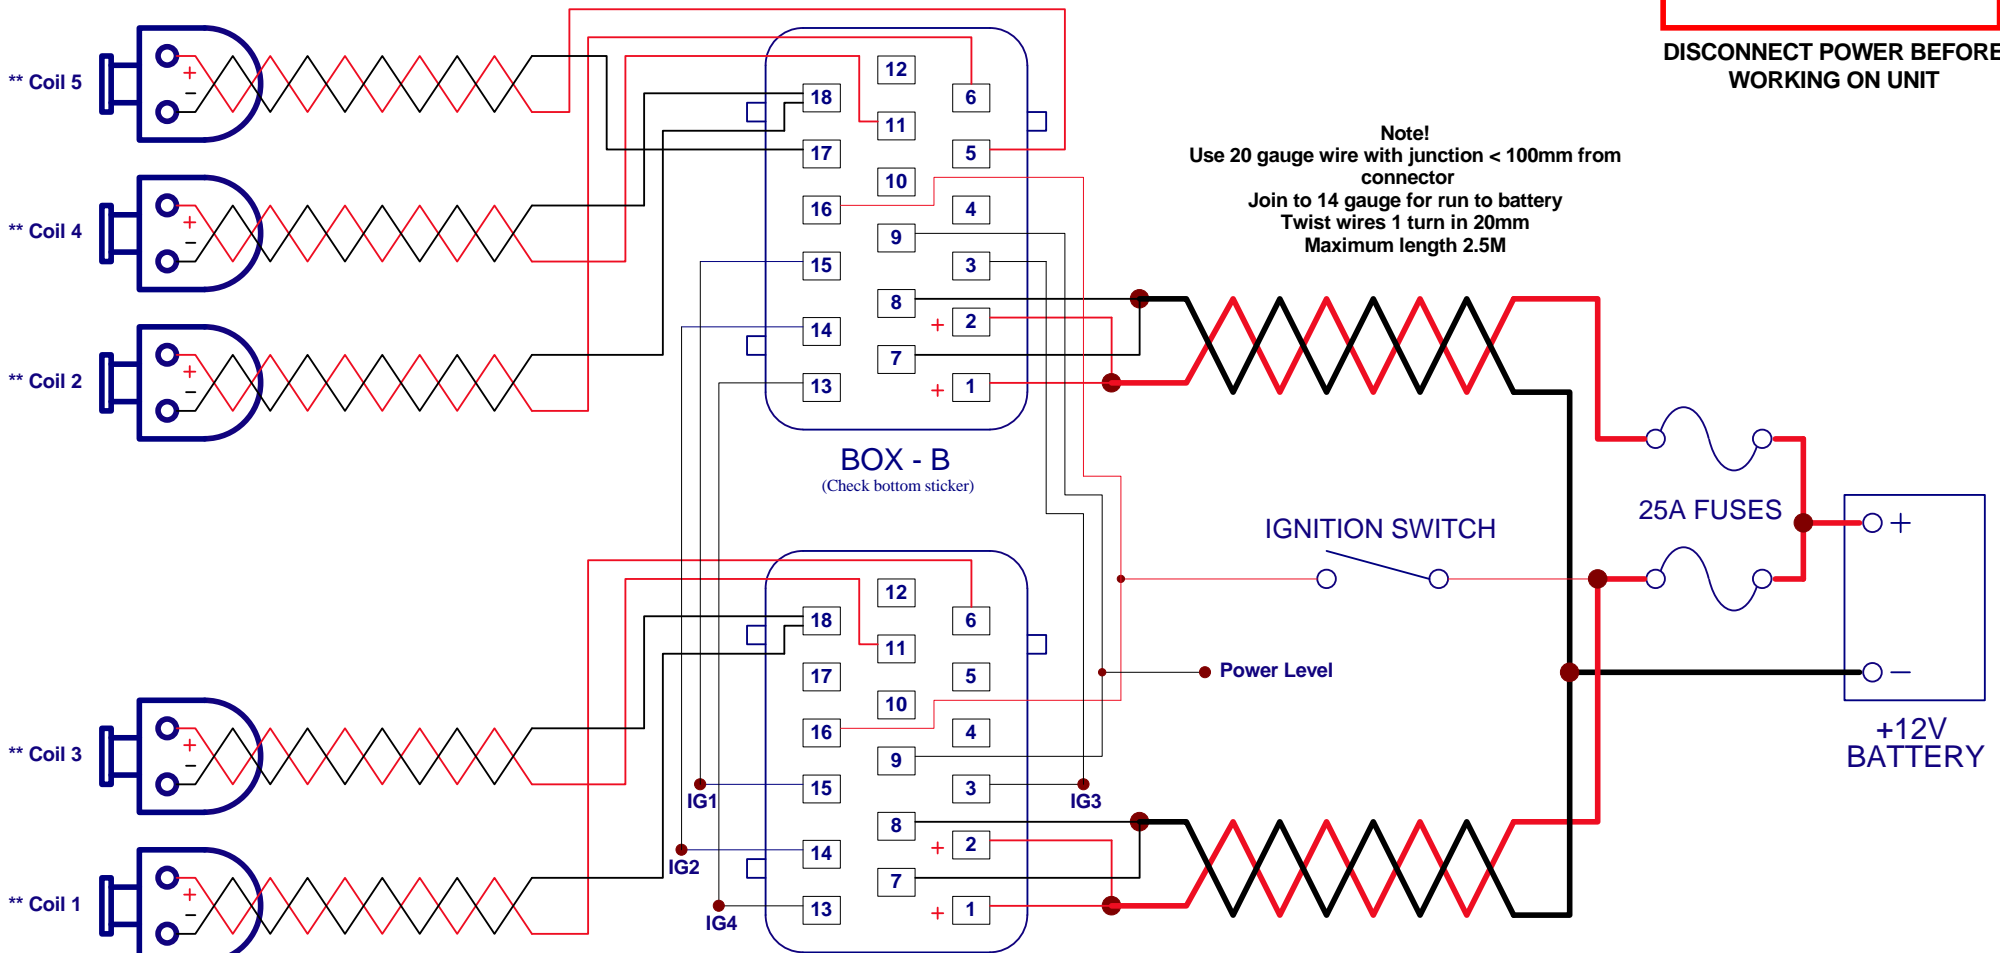 DISCONNECT POWER BEFORE
WORKING ON UNIT
** Coil 5
+
−
** Coil 4
+
−
** Coil 2
+
−
12
18
6
11
17
5
10
16
4
9
15
3
8
14
+ 2
7
13
+ 1
BOX - B
(Check bottom sticker)
Note!
Use 20 gauge wire with junction < 100mm from
connector
Join to 14 gauge for run to battery
Twist wires 1 turn in 20mm
Maximum length 2.5M
25A FUSES
IGNITION SWITCH
+
−
+12V
BATTERY
Power Level
** Coil 3
+
−
** Coil 1
+
−
12
18
6
11
17
5
10
16
4
9
15
3
8
14
+ 2
7
13
+ 1
IG1
IG3
IG2
IG4